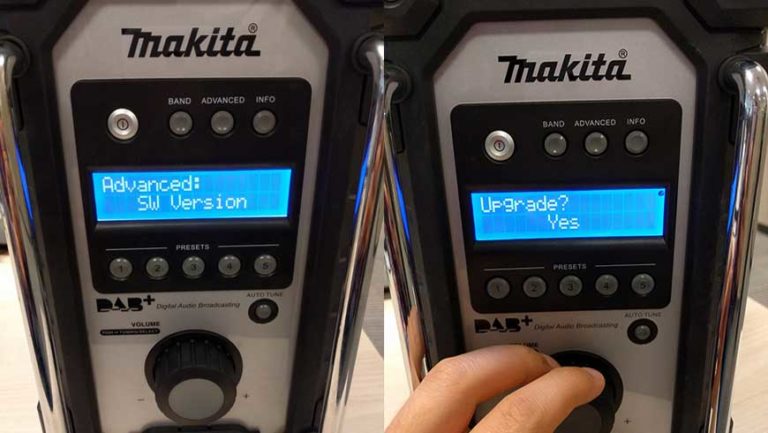 makita®
BAND ADVANCED INFO
Advanced:
SW Version
PRESETS
1 2 3 4 5
DAB+ Digital Audio Broadcasting
AUTO TUNE
VOLUME
- +
makita®
BAND ADVANCED INFO
Upgrade?
Yes
PRESETS
1 2 3 4 5
DAB+ Digital Audio Broadcasting
AUTO TUNE
+